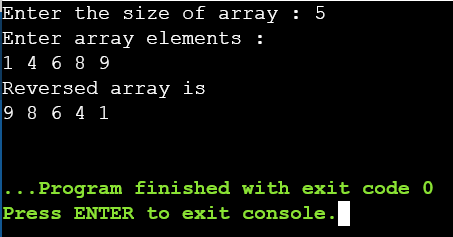 Enter the size of array : 5
Enter array elements :
1 4 6 8 9
Reversed array is
9 8 6 4 1
...Program finished with exit code 0
Press ENTER to exit console.